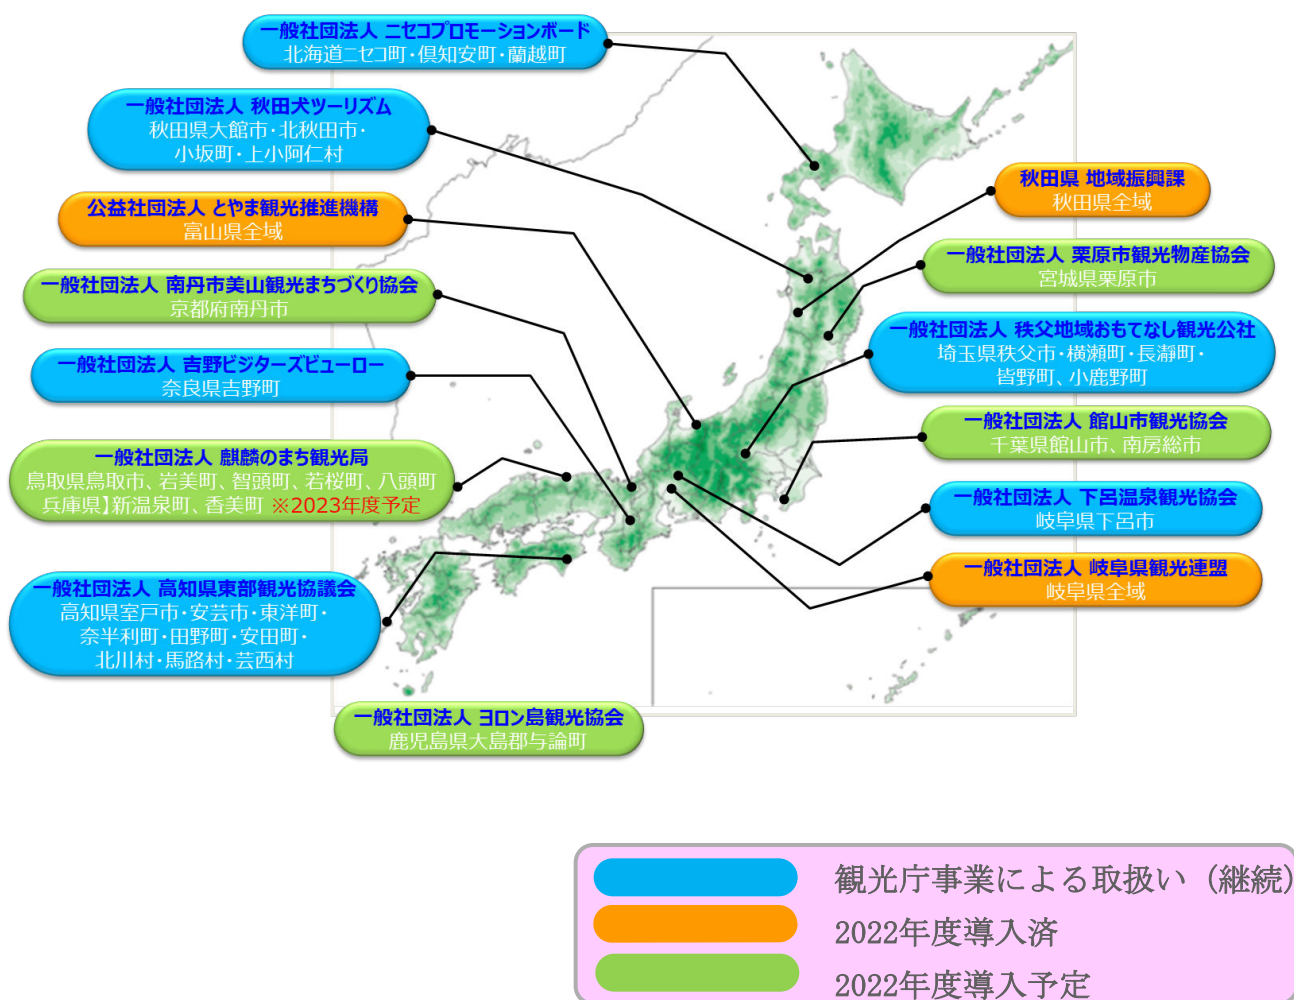 一般社団法人 ニセコプロモーションボード
北海道ニセコ町・倶知安町・蘭越町
一般社団法人 秋田犬ツーリズム
秋田県大館市・北秋田市・
小坂町・上小阿仁村
公益社団法人 とやま観光推進機構
富山県全域
一般社団法人 南丹市美山観光まちづくり協会
京都府南丹市
一般社団法人 吉野ビジターズビューロー
奈良県吉野町
一般社団法人 麒麟のまち観光局
鳥取県鳥取市、岩美町、智頭町、若桜町、八頭町
兵庫県】新温泉町、香美町 ※2023年度予定
一般社団法人 高知県東部観光協議会
高知県室戸市・安芸市・東洋町・
奈半利町・田野町・安田町・
北川村・馬路村・芸西村
一般社団法人 ヨロン島観光協会
鹿児島県大島郡与論町
秋田県 地域振興課
秋田県全域
一般社団法人 栗原市観光物産協会
宮城県栗原市
一般社団法人 秩父地域おもてなし観光公社
埼玉県秩父市・横瀬町・長瀞町・
皆野町、小鹿野町
一般社団法人 館山市観光協会
千葉県館山市、南房総市
一般社団法人 下呂温泉観光協会
岐阜県下呂市
一般社団法人 岐阜県観光連盟
岐阜県全域
観光庁事業による取扱い（継続）
2022年度導入済
2022年度導入予定